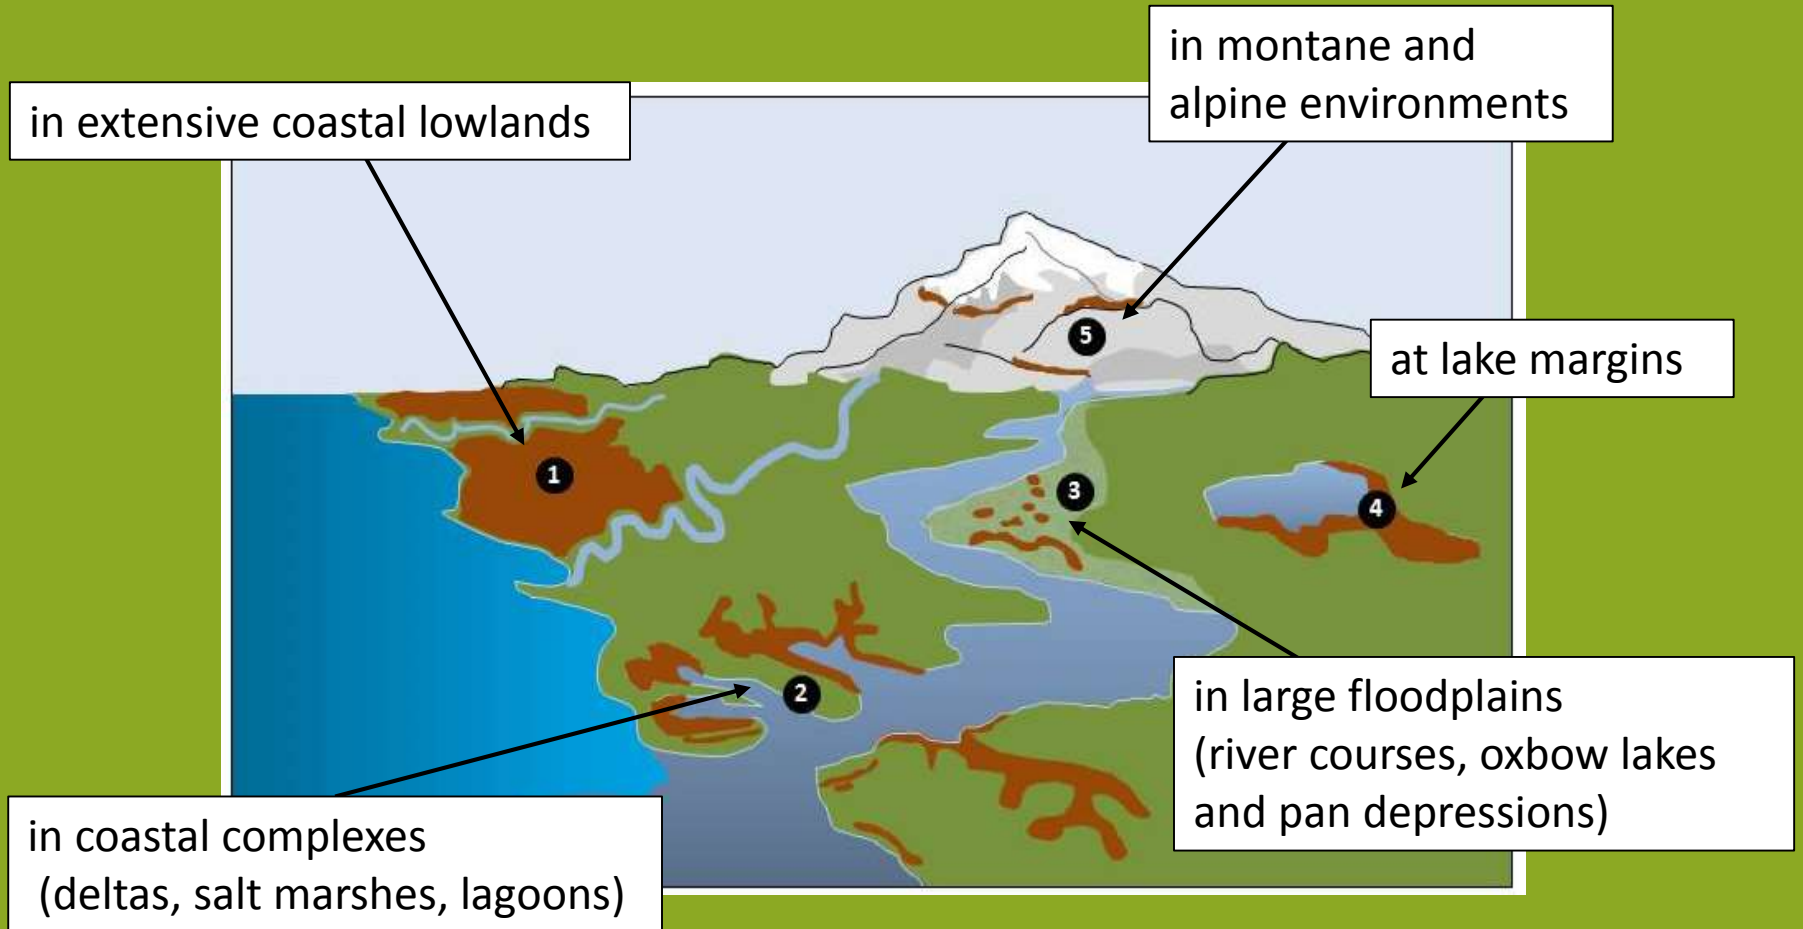 in montane and
alpine environments
in extensive coastal lowlands
5
at lake margins
1
3
4
2
in large floodplains
(river courses, oxbow lakes
and pan depressions)
in coastal complexes
(deltas, salt marshes, lagoons)